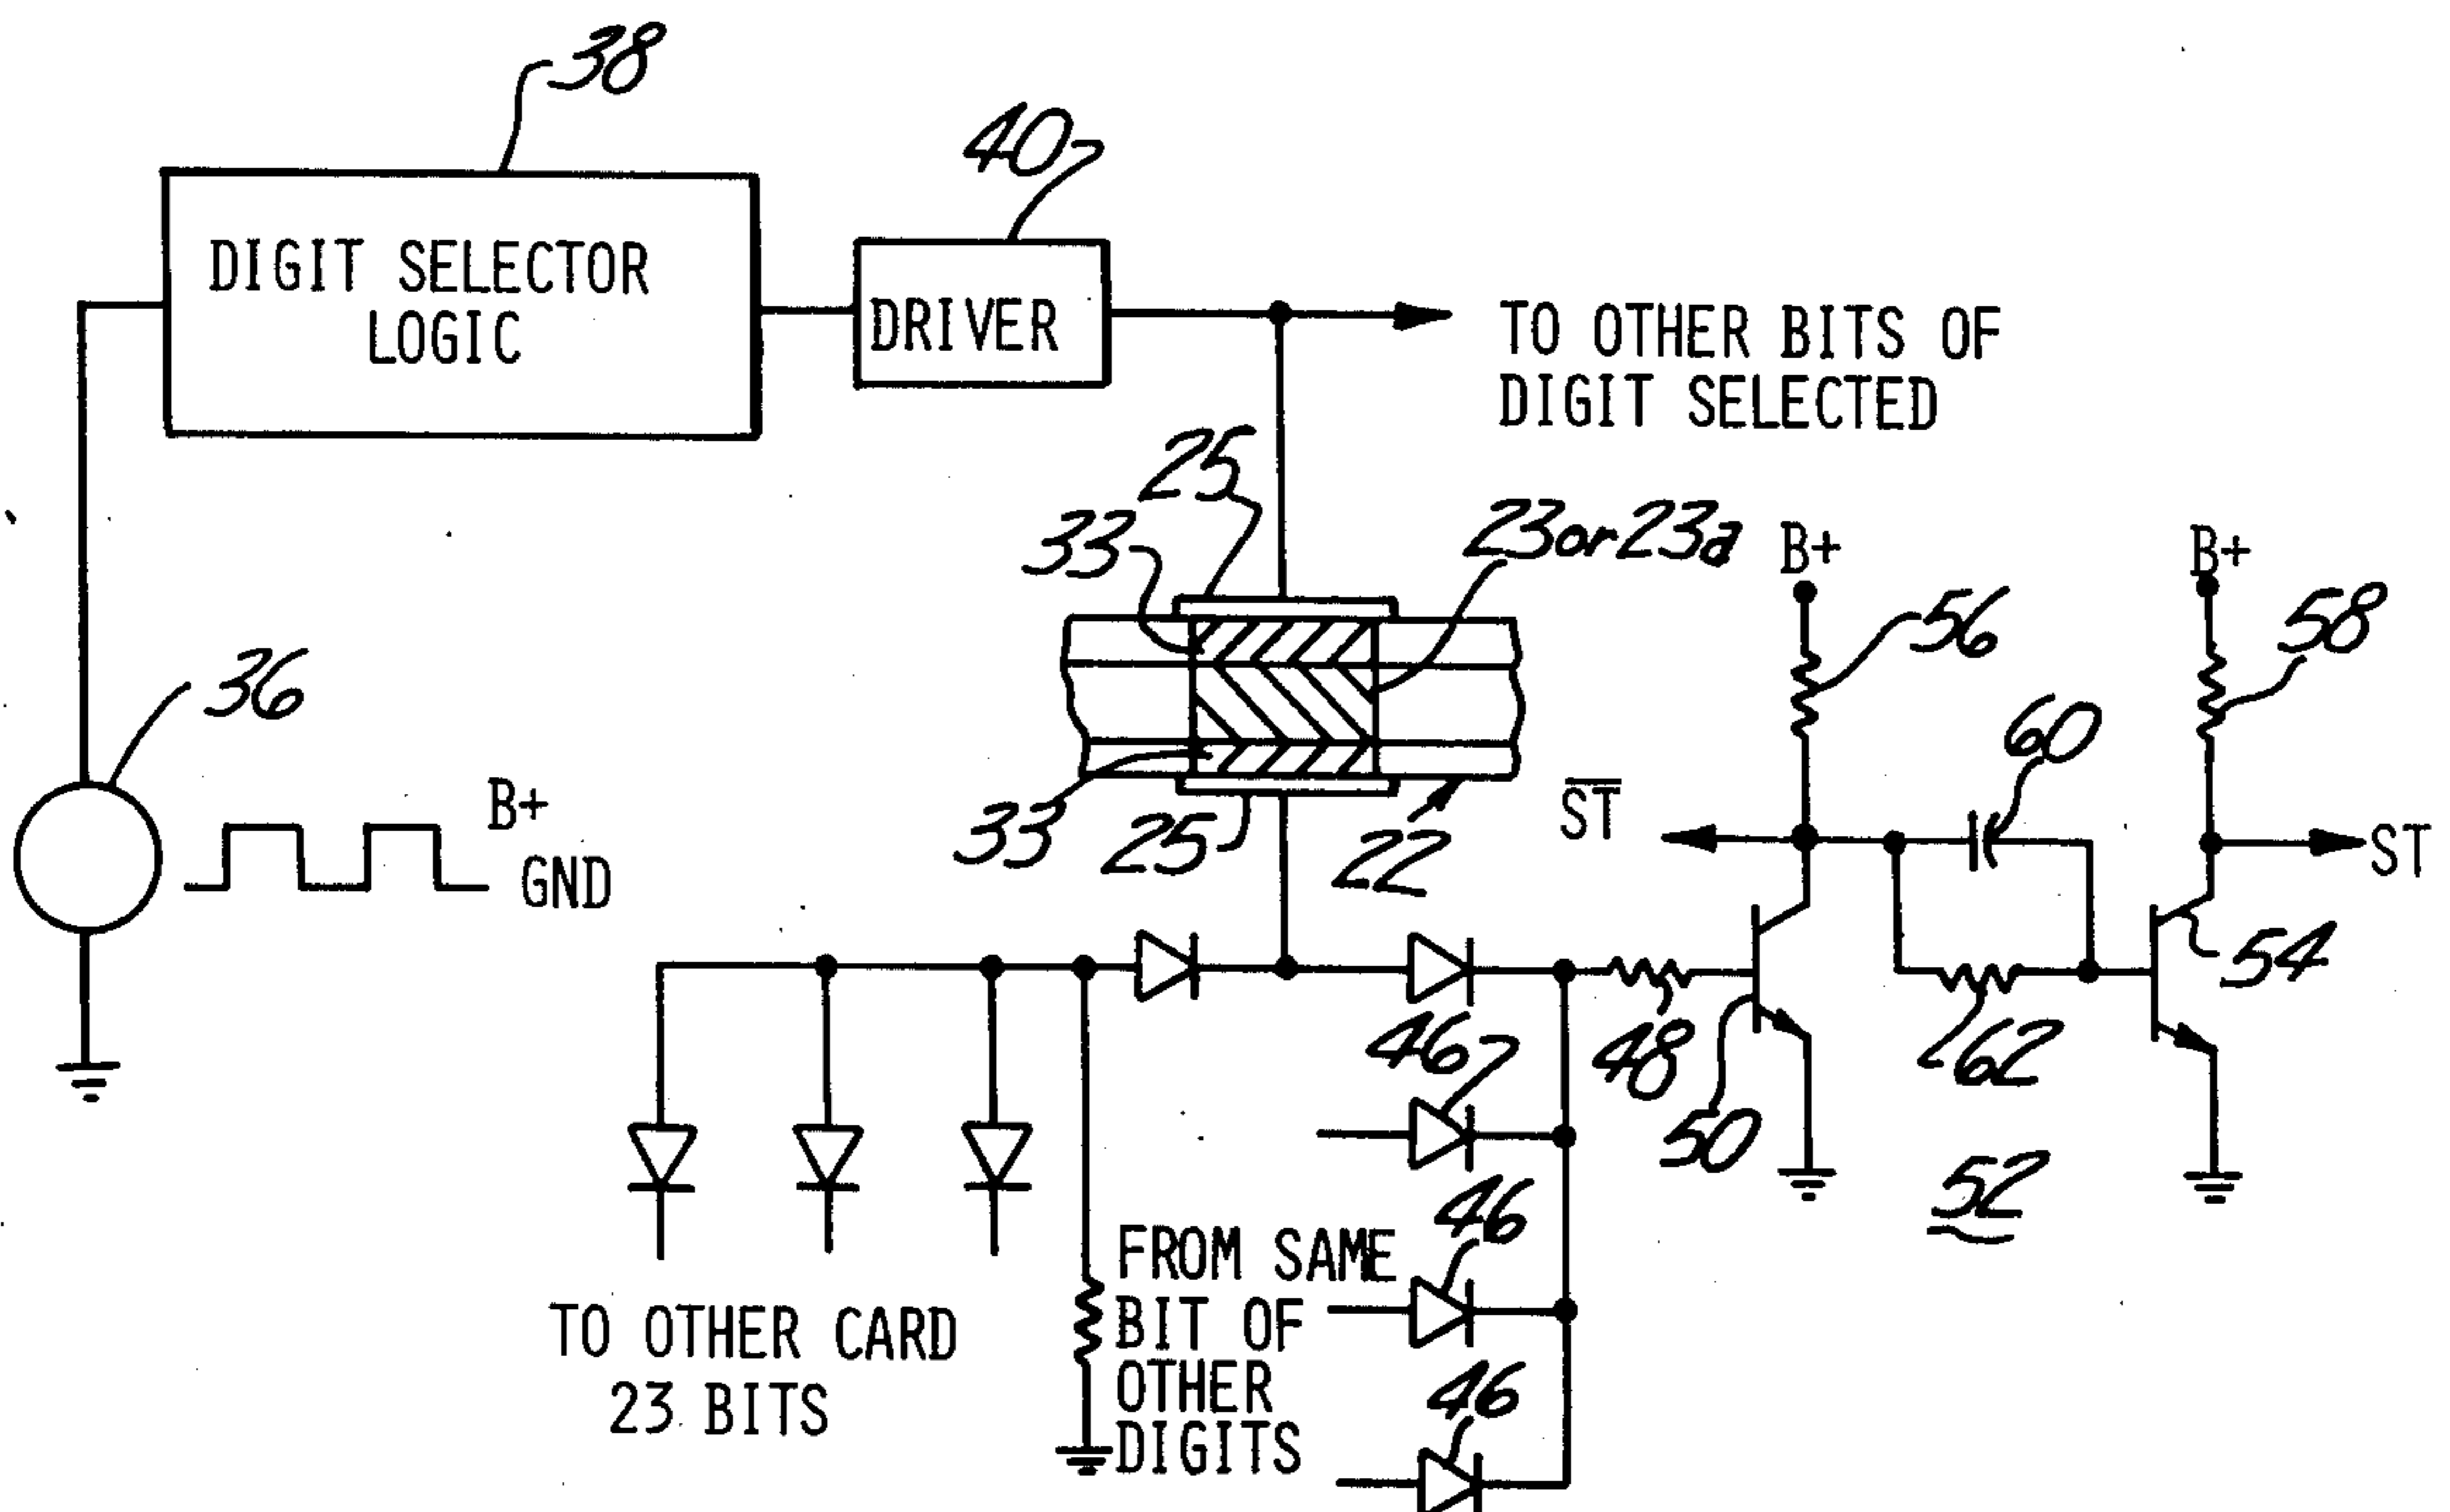 38
40
DIGIT SELECTOR
LOGIC
DRIVER
TO OTHER BITS OF
DIGIT SELECTED
25
33
23or23a
B+
B+
56
58
36
60
B+
GND
33
25
22
S̅T̅
ST
54
46
48
62
50
52
46
FROM SAME
BIT OF
OTHER
DIGITS
TO OTHER CARD
23 BITS
46